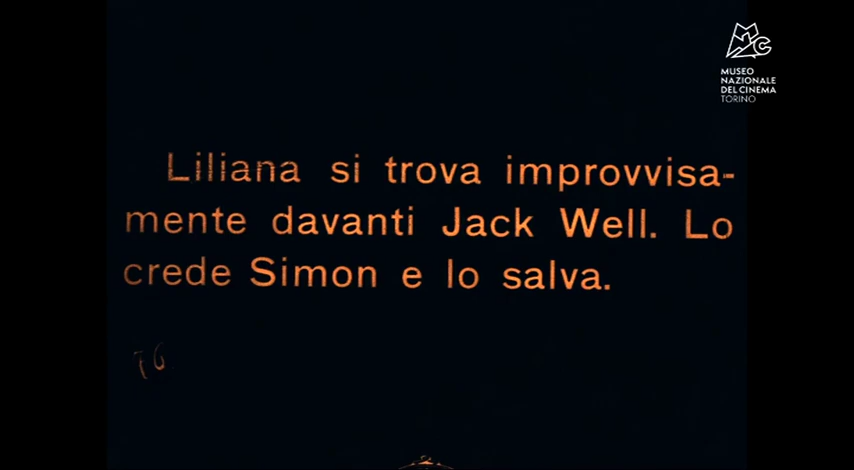 MUSEO
NAZIONALE
DEL CINEMA
TORINO
Liliana si trova improvvisa-
mente davanti Jack Well. Lo
crede Simon e lo salva.
76